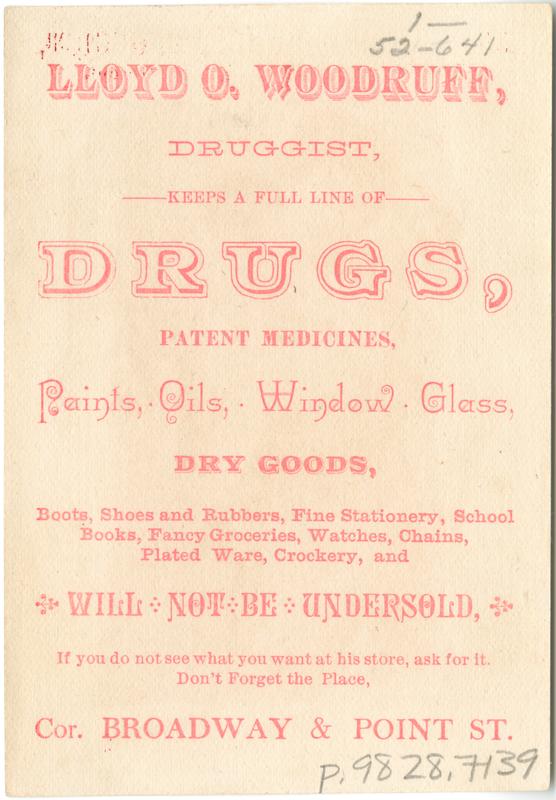 1—
52-641
LLOYD O. WOODRUFF,
DRUGGIST,
—KEEPS A FULL LINE OF—
DRUGS,
PATENT MEDICINES,
Paints, · Oils, · Window · Glass,
DRY GOODS,
Boots, Shoes and Rubbers, Fine Stationery, School
Books, Fancy Groceries, Watches, Chains,
Plated Ware, Crockery, and
WILL NOT BE UNDERSOLD,
If you do not see what you want at his store, ask for it.
Don't Forget the Place,
Cor. BROADWAY & POINT ST.
p.9828.7139